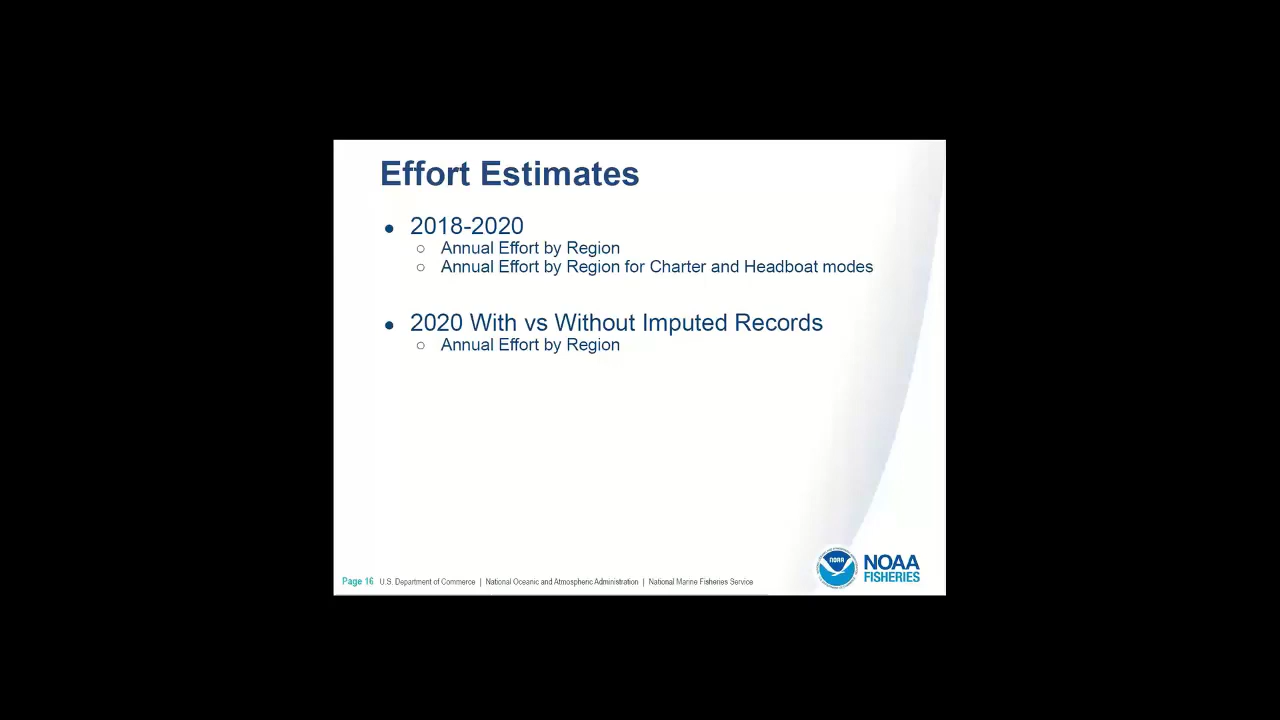 Effort Estimates
● 2018-2020
○ Annual Effort by Region
○ Annual Effort by Region for Charter and Headboat modes
● 2020 With vs Without Imputed Records
○ Annual Effort by Region
NOAA
NOAA
FISHERIES
Page 16 U.S. Department of Commerce | National Oceanic and Atmospheric Administration | National Marine Fisheries Service